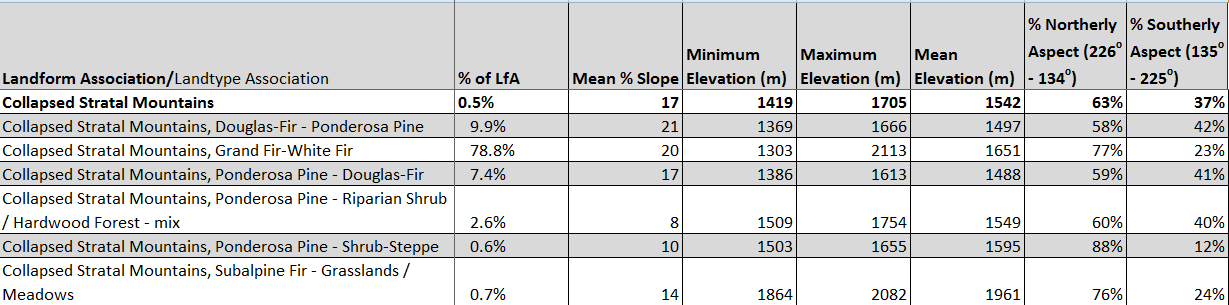 Landform Association/Landtype Association % of LfA Mean % Slope Minimum Elevation (m) Maximum Elevation (m) Mean Elevation (m) % Northerly Aspect (226⁰ - 134⁰) % Southerly Aspect (135⁰ - 225⁰)
Collapsed Stratal Mountains 0.5% 17 1419 1705 1542 63% 37%
Collapsed Stratal Mountains, Douglas-Fir - Ponderosa Pine 9.9% 21 1369 1666 1497 58% 42%
Collapsed Stratal Mountains, Grand Fir-White Fir 78.8% 20 1303 2113 1651 77% 23%
Collapsed Stratal Mountains, Ponderosa Pine - Douglas-Fir 7.4% 17 1386 1613 1488 59% 41%
Collapsed Stratal Mountains, Ponderosa Pine - Riparian Shrub
/ Hardwood Forest - mix 2.6% 8 1509 1754 1549 60% 40%
Collapsed Stratal Mountains, Ponderosa Pine - Shrub-Steppe 0.6% 10 1503 1655 1595 88% 12%
Collapsed Stratal Mountains, Subalpine Fir - Grasslands /
Meadows 0.7% 14 1864 2082 1961 76% 24%